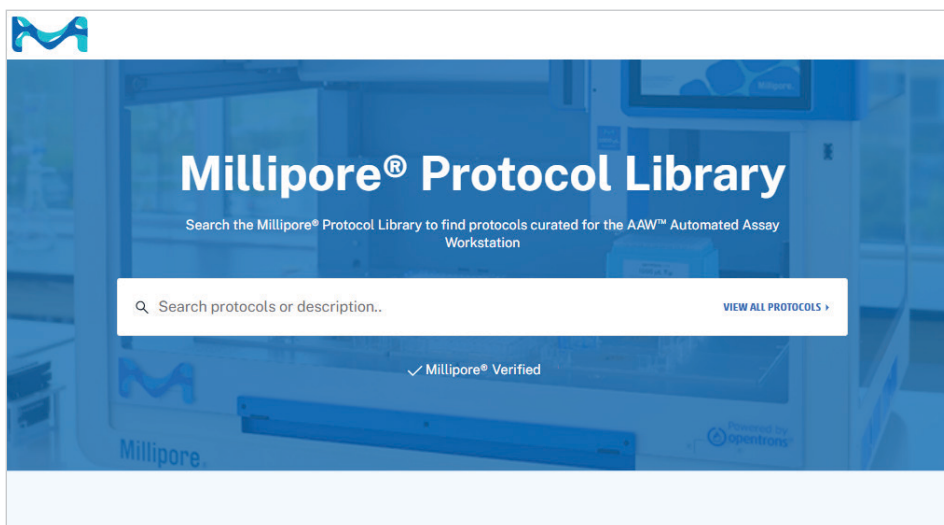 Millipore.
Millipore® Protocol Library
Search the Millipore® Protocol Library to find protocols curated for the AAW™ Automated Assay
Workstation
Search protocols or description..
VIEW ALL PROTOCOLS
Millipore® Verified
Powered by
opentrons
Millipore.